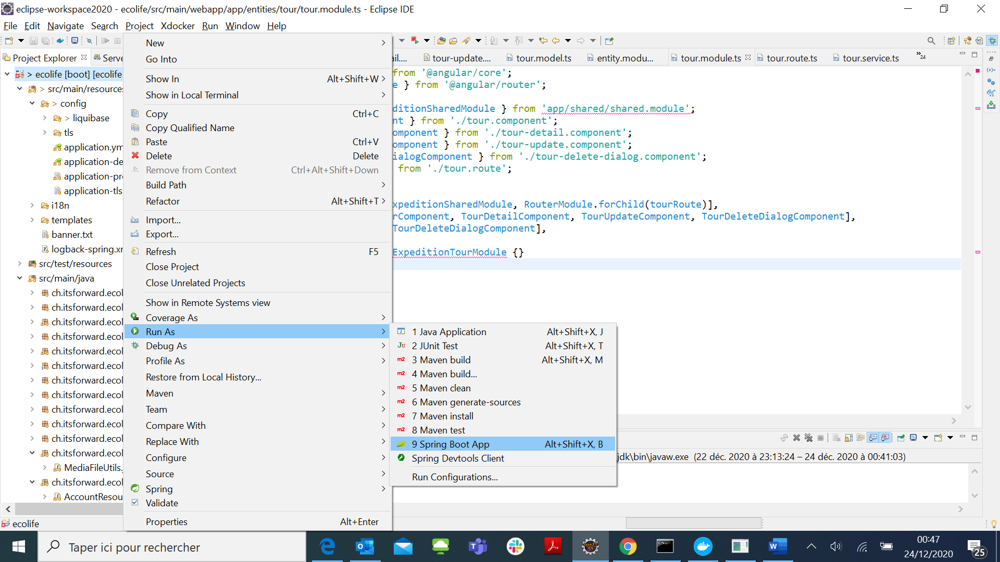 eclipse-workspace2020 - ecolife/src/main/webapp/app/entities/tour/tour.module.ts - Eclipse IDE
File Edit Navigate Search Project Xdocker Run Window Help
Project Explorer
Serve
ail....
tour-update....
tour.model.ts
entity.modu...
tour.module.ts
tour.route.ts
tour.service.ts
»24
> ecolife [boot] [ecolife
> src/main/resources
> config
> liquibase
tls
application.ym
application-de
application-pr
application-tls
i18n
templates
banner.txt
logback-spring.xr
src/test/resources
src/main/java
ch.itsforward.ecol
ch.itsforward.ecol
ch.itsforward.ecol
ch.itsforward.ecol
ch.itsforward.ecol
ch.itsforward.ecol
ch.itsforward.ecol
ch.itsforward.ecol
ch.itsforward.ecol
ch.itsforward.ecol
ch.itsforward.ecol
ch.itsforward.ecol
MediaFileUtils.
ch.itsforward.ecol
AccountResou
ecolife
New
Go Into
Show In Alt+Shift+W
Show in Local Terminal
Copy Ctrl+C
Copy Qualified Name
Paste Ctrl+V
Delete Delete
Remove from Context Ctrl+Alt+Shift+Down
Build Path
Refactor Alt+Shift+T
Import...
Export...
Refresh F5
Close Project
Close Unrelated Projects
Show in Remote Systems view
Coverage As
Run As
Debug As
Profile As
Restore from Local History...
Maven
Team
Compare With
Replace With
Configure
Source
Spring
Validate
Properties Alt+Enter
1 Java Application Alt+Shift+X, J
2 JUnit Test Alt+Shift+X, T
3 Maven build Alt+Shift+X, M
4 Maven build...
5 Maven clean
6 Maven generate-sources
7 Maven install
8 Maven test
9 Spring Boot App Alt+Shift+X, B
Spring Devtools Client
Run Configurations...
from '@angular/core';
e } from '@angular/router';
ditionSharedModule } from 'app/shared/shared.module';
nt } from './tour.component';
omponent } from './tour-detail.component';
omponent } from './tour-update.component';
ialogComponent } from './tour-delete-dialog.component';
from './tour.route';
xpeditionSharedModule, RouterModule.forChild(tourRoute)],
rComponent, TourDetailComponent, TourUpdateComponent, TourDeleteDialogComponent],
TourDeleteDialogComponent],
ExpeditionTourModule {}
jdk\bin\javaw.exe (22 déc. 2020 à 23:13:24 – 24 déc. 2020 à 00:41:03)
Taper ici pour rechercher
00:47
24/12/2020
25